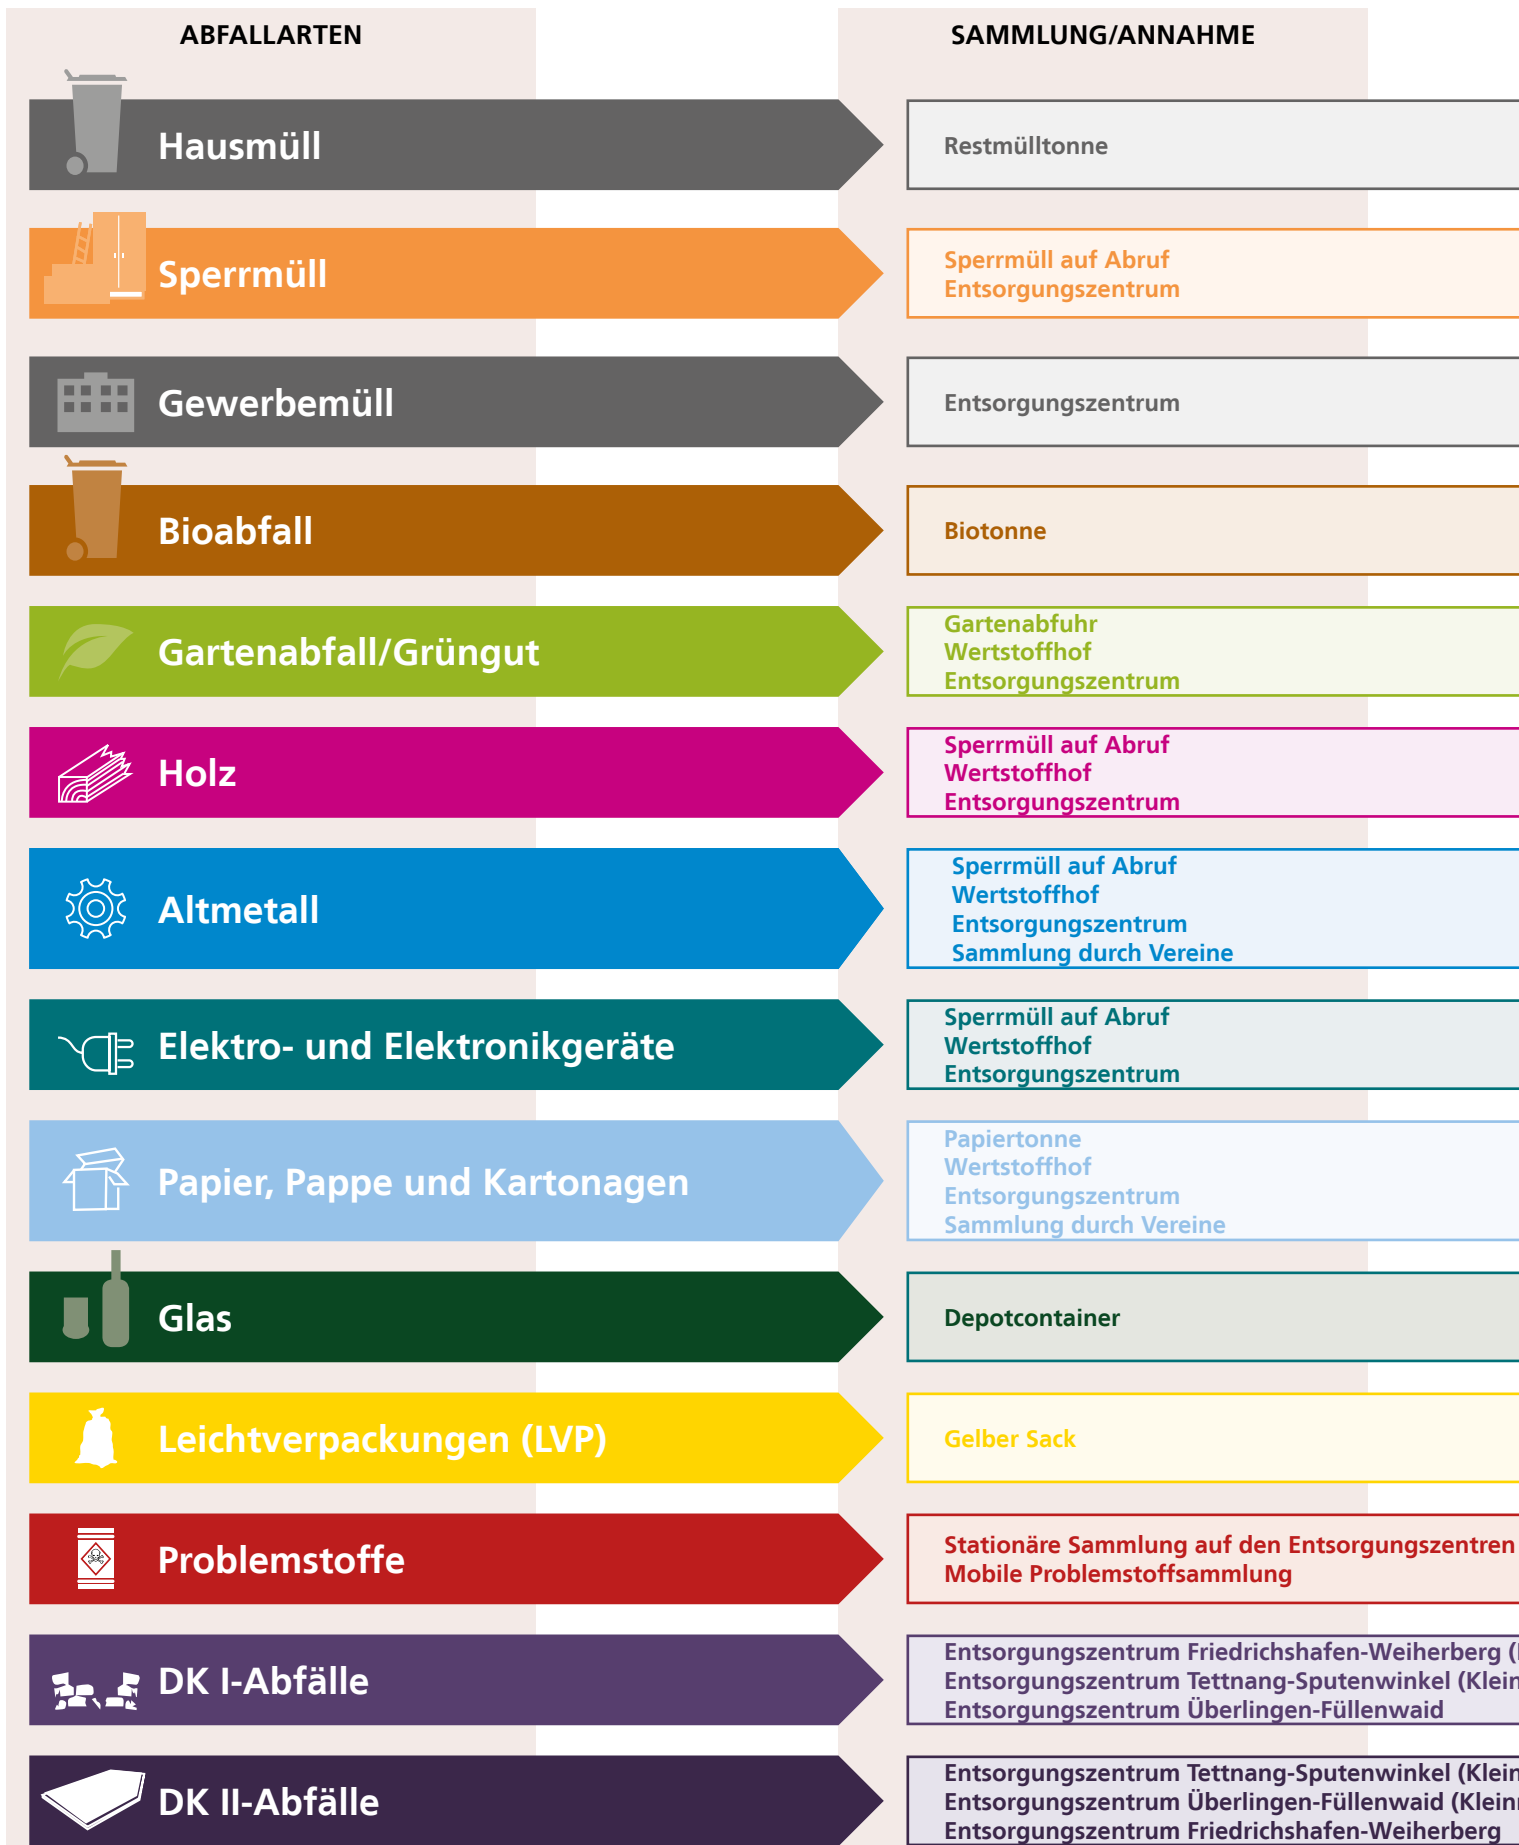 ABFALLARTEN
SAMMLUNG/ANNAHME
Hausmüll
Restmülltonne
Sperrmüll
Sperrmüll auf Abruf
Entsorgungszentrum
Gewerbemüll
Entsorgungszentrum
Bioabfall
Biotonne
Gartenabfall/Grüngut
Gartenabfuhr
Wertstoffhof
Entsorgungszentrum
Holz
Sperrmüll auf Abruf
Wertstoffhof
Entsorgungszentrum
Altmetall
Sperrmüll auf Abruf
Wertstoffhof
Entsorgungszentrum
Sammlung durch Vereine
Elektro- und Elektronikgeräte
Sperrmüll auf Abruf
Wertstoffhof
Entsorgungszentrum
Papier, Pappe und Kartonagen
Papiertonne
Wertstoffhof
Entsorgungszentrum
Sammlung durch Vereine
Glas
Depotcontainer
Leichtverpackungen (LVP)
Gelber Sack
Problemstoffe
Stationäre Sammlung auf den Entsorgungszentren
Mobile Problemstoffsammlung
DK I-Abfälle
Entsorgungszentrum Friedrichshafen-Weiherberg
Entsorgungszentrum Tettnang-Sputenwinkel
Entsorgungszentrum Überlingen-Füllenwaid
DK II-Abfälle
Entsorgungszentrum Tettnang-Sputenwinkel
Entsorgungszentrum Überlingen-Füllenwaid
Entsorgungszentrum Friedrichshafen-Weiherberg